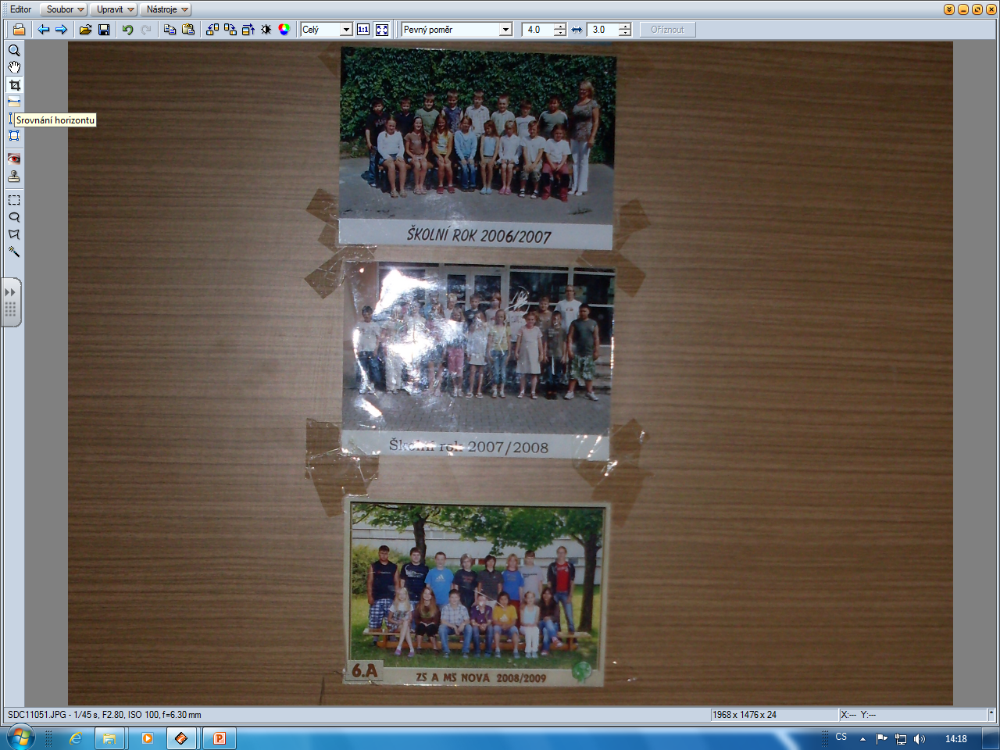 Editor Soubor Upravit Nástroje
Celý 1:1 Pevný poměr 4.0 3.0 Oříznout
Srovnání horizontu
ŠKOLNÍ ROK 2006/2007
Školní rok 2007/2008
6.A ZŠ A MŠ NOVÁ 2008/2009
SDC11051.JPG - 1/45 s, F2.80, ISO 100, f=6.30 mm 1968 x 1476 x 24 X:--- Y:---
CS 14:18